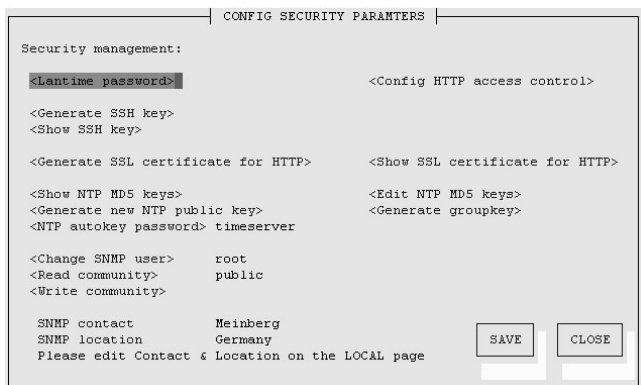 CONFIG SECURITY PARAMTERS
Security management:
<Lantime password> <Config HTTP access control>
<Generate SSH key>
<Show SSH key>
<Generate SSL certificate for HTTP> <Show SSL certificate for HTTP>
<Show NTP MD5 keys> <Edit NTP MD5 keys>
<Generate new NTP public key> <Generate groupkey>
<NTP autokey password> timeserver
<Change SNMP user> root
<Read community> public
<Write community>
SNMP contact Meinberg
SNMP location Germany
SAVE CLOSE
Please edit Contact & Location on the LOCAL page